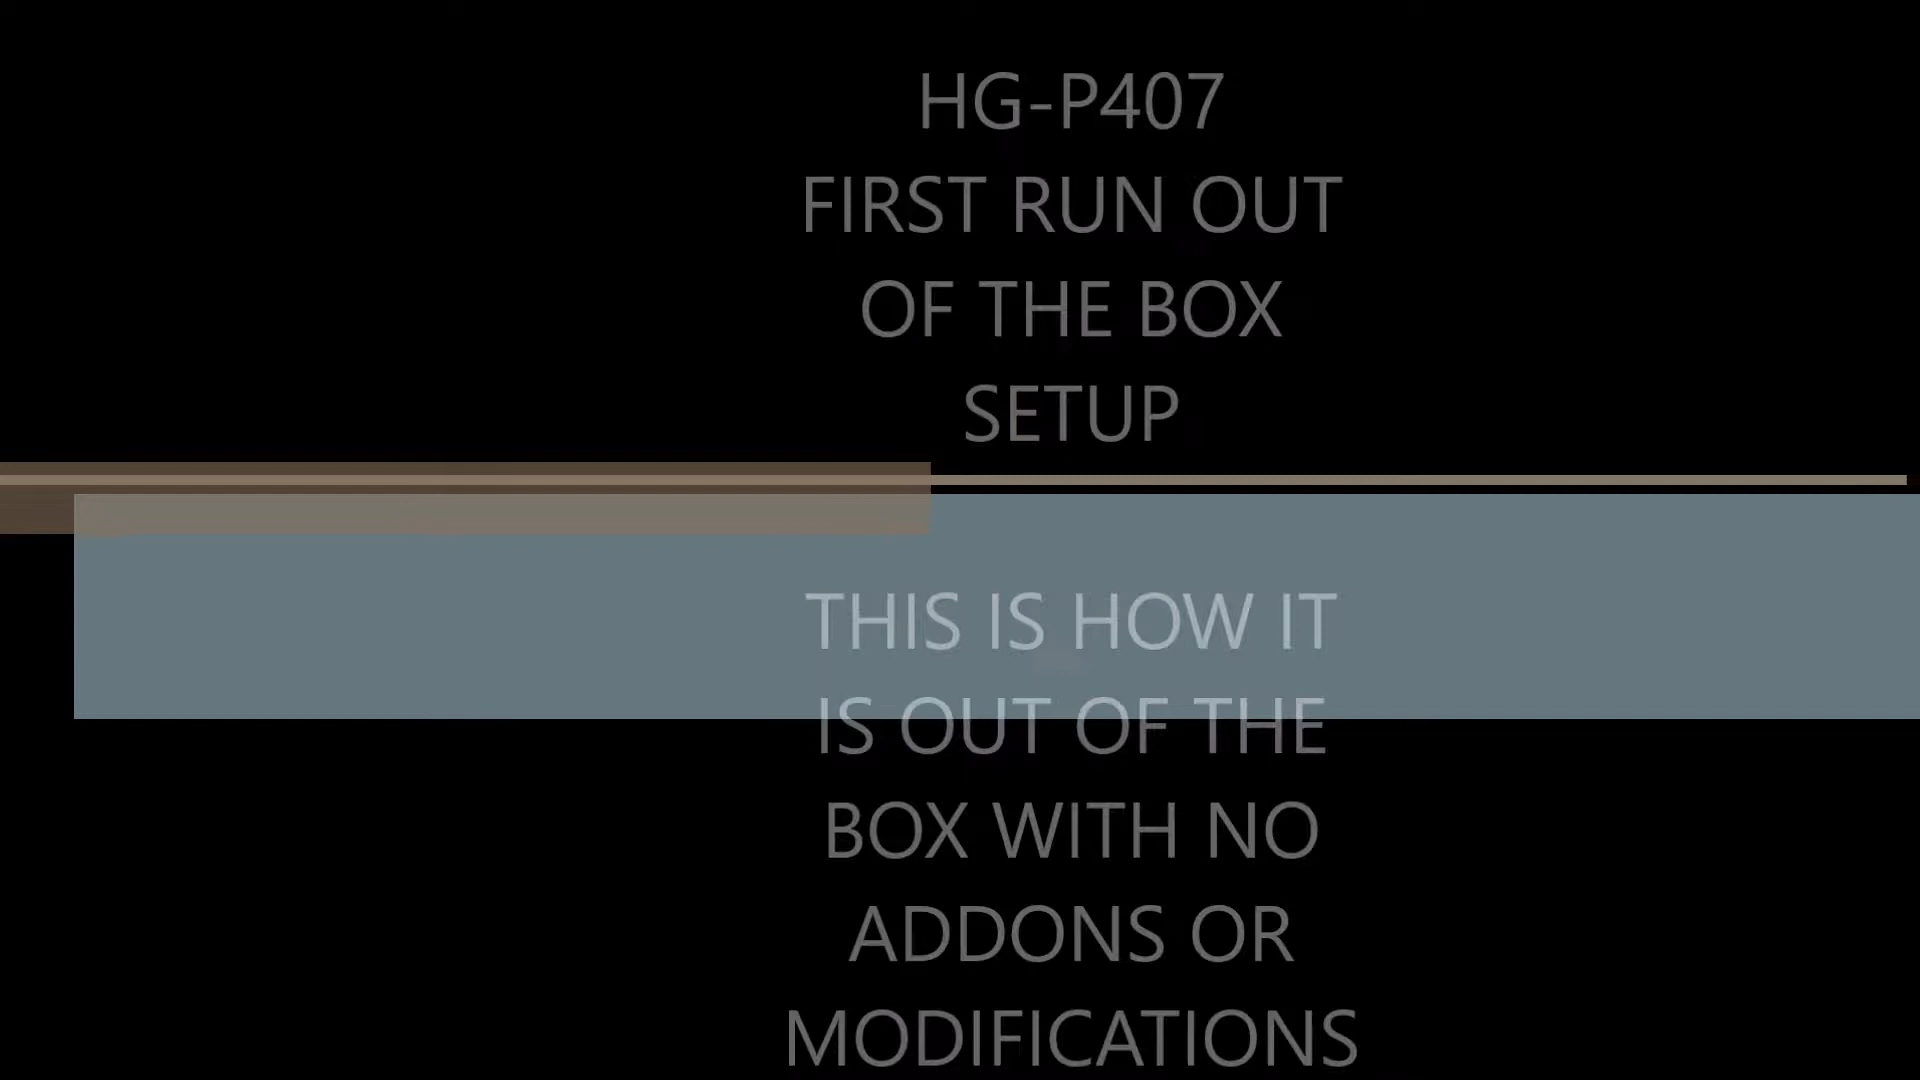 HG-P407
FIRST RUN OUT
OF THE BOX
SETUP
THIS IS HOW IT
IS OUT OF THE
BOX WITH NO
ADDONS OR
MODIFICATIONS